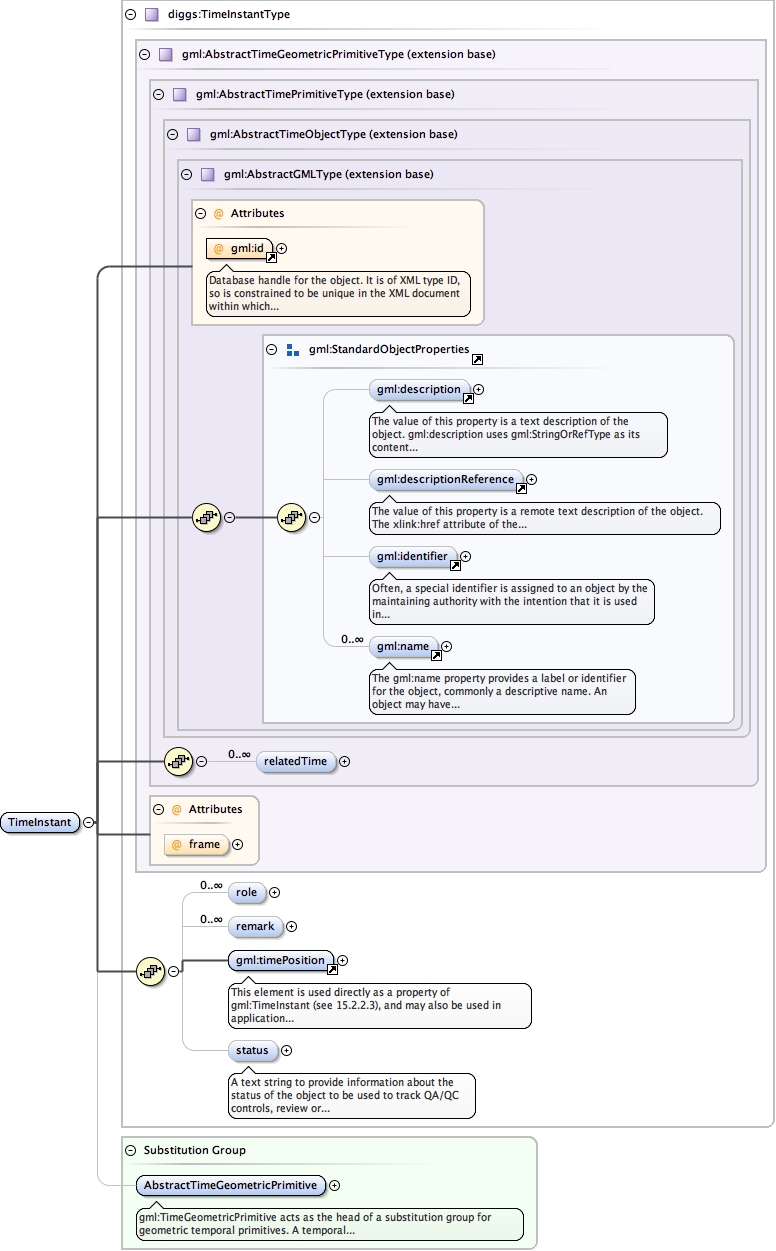 diggs:TimeInstantType
gml:AbstractTimeGeometricPrimitiveType (extension base)
gml:AbstractTimePrimitiveType (extension base)
gml:AbstractTimeObjectType (extension base)
gml:AbstractGMLType (extension base)
@ Attributes
@ gml:id
Database handle for the object. It is of XML type ID,
so is constrained to be unique in the XML document
within which...
gml:StandardObjectProperties
gml:description
The value of this property is a text description of the
object. gml:description uses gml:StringOrRefType as its
content...
gml:descriptionReference
The value of this property is a remote text description of the object.
The xlink:href attribute of the...
gml:identifier
Often, a special identifier is assigned to an object by the
maintaining authority with the intention that it is used
in...
0..∞ gml:name
The gml:name property provides a label or identifier
for the object, commonly a descriptive name. An
object may have...
0..∞ relatedTime
TimeInstant
@ Attributes
@ frame
0..∞ role
0..∞ remark
gml:timePosition
This element is used directly as a property of
gml:TimeInstant (see 15.2.2.3), and may also be used in
application...
status
A text string to provide information about the
status of the object to be used to track QA/QC
controls, review or...
Substitution Group
AbstractTimeGeometricPrimitive
gml:TimeGeometricPrimitive acts as the head of a substitution group for
geometric temporal primitives. A temporal...